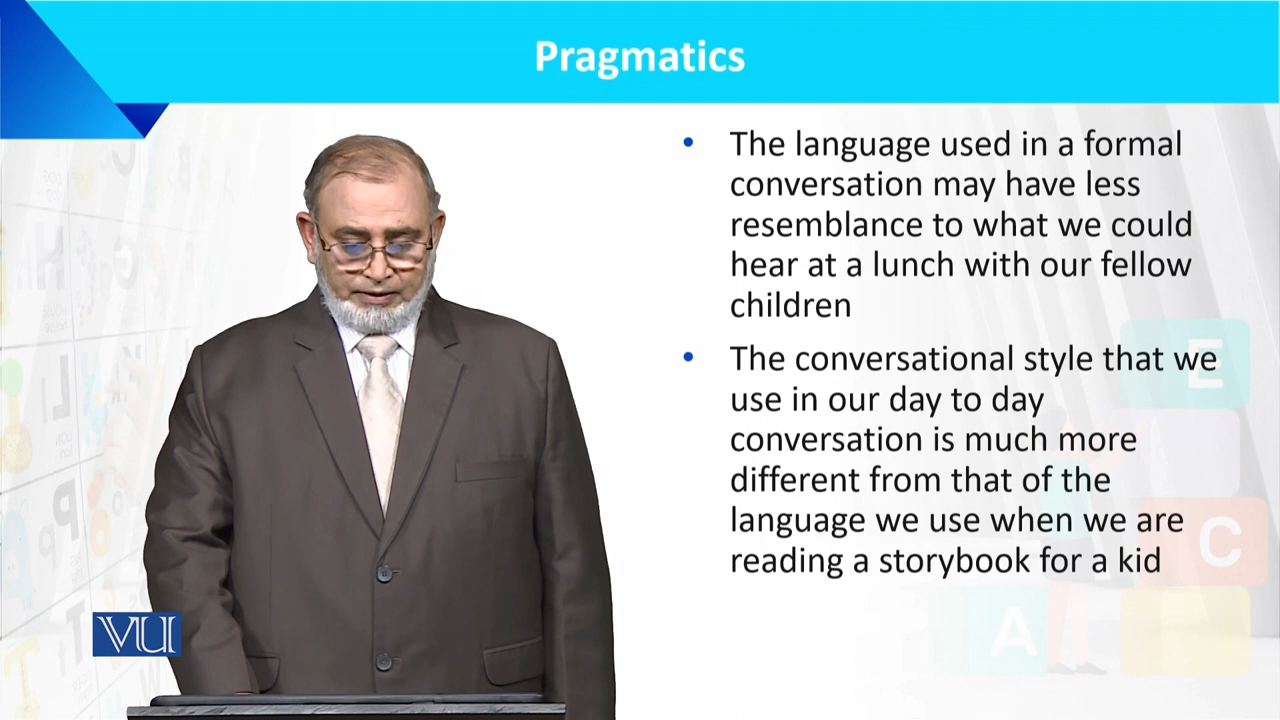 Pragmatics
• The language used in a formal
conversation may have less
resemblance to what we could
hear at a lunch with our fellow
children
• The conversational style that we
use in our day to day
conversation is much more
different from that of the
language we use when we are
reading a storybook for a kid
VU
E
C
A